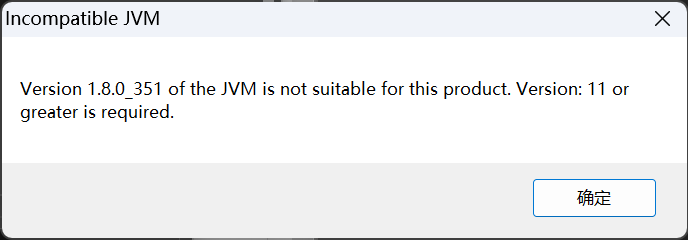 Incompatible JVM
Version 1.8.0_351 of the JVM is not suitable for this product. Version: 11 or
greater is required.
确定